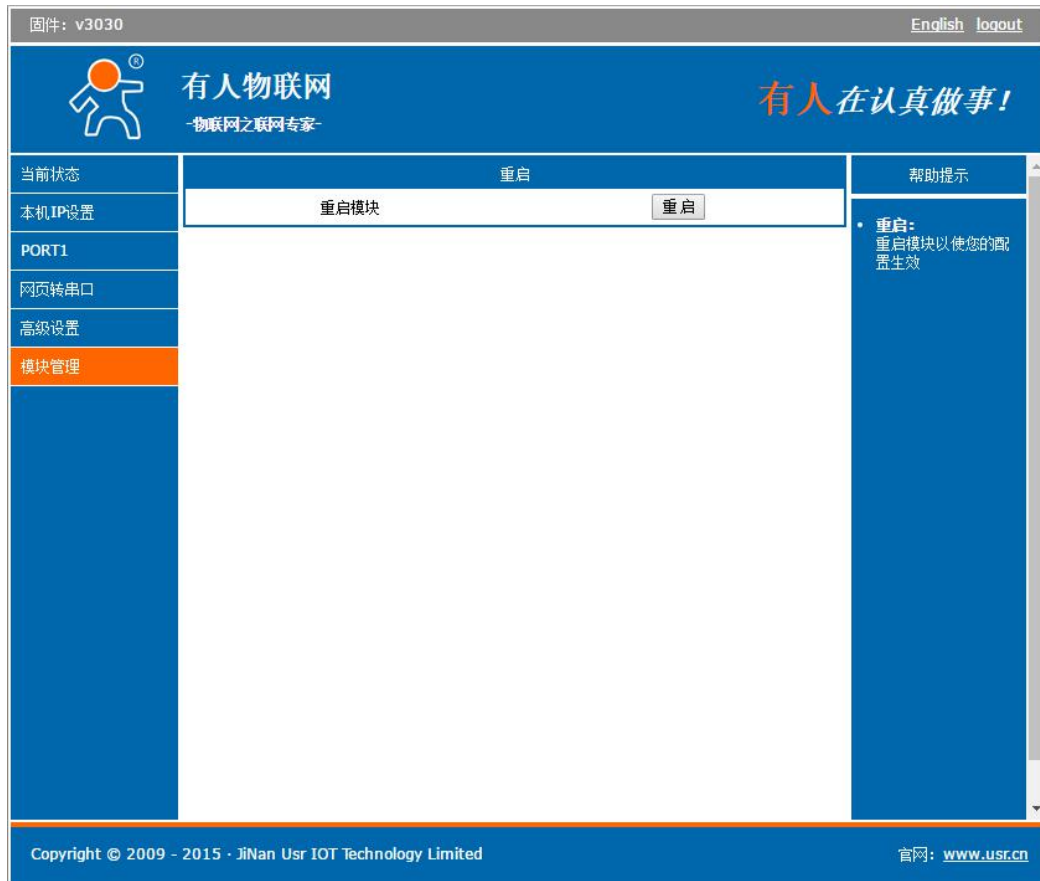 固件: v3030
English logout
®
有人物联网
-物联网之联网专家-
有人在认真做事!
当前状态
本机IP设置
PORT1
网页转串口
高级设置
模块管理
重启
重启模块 重启
帮助提示
• 重启:
重启模块以使您的配
置生效
Copyright © 2009 - 2015 · JiNan Usr IOT Technology Limited
官网: www.usr.cn